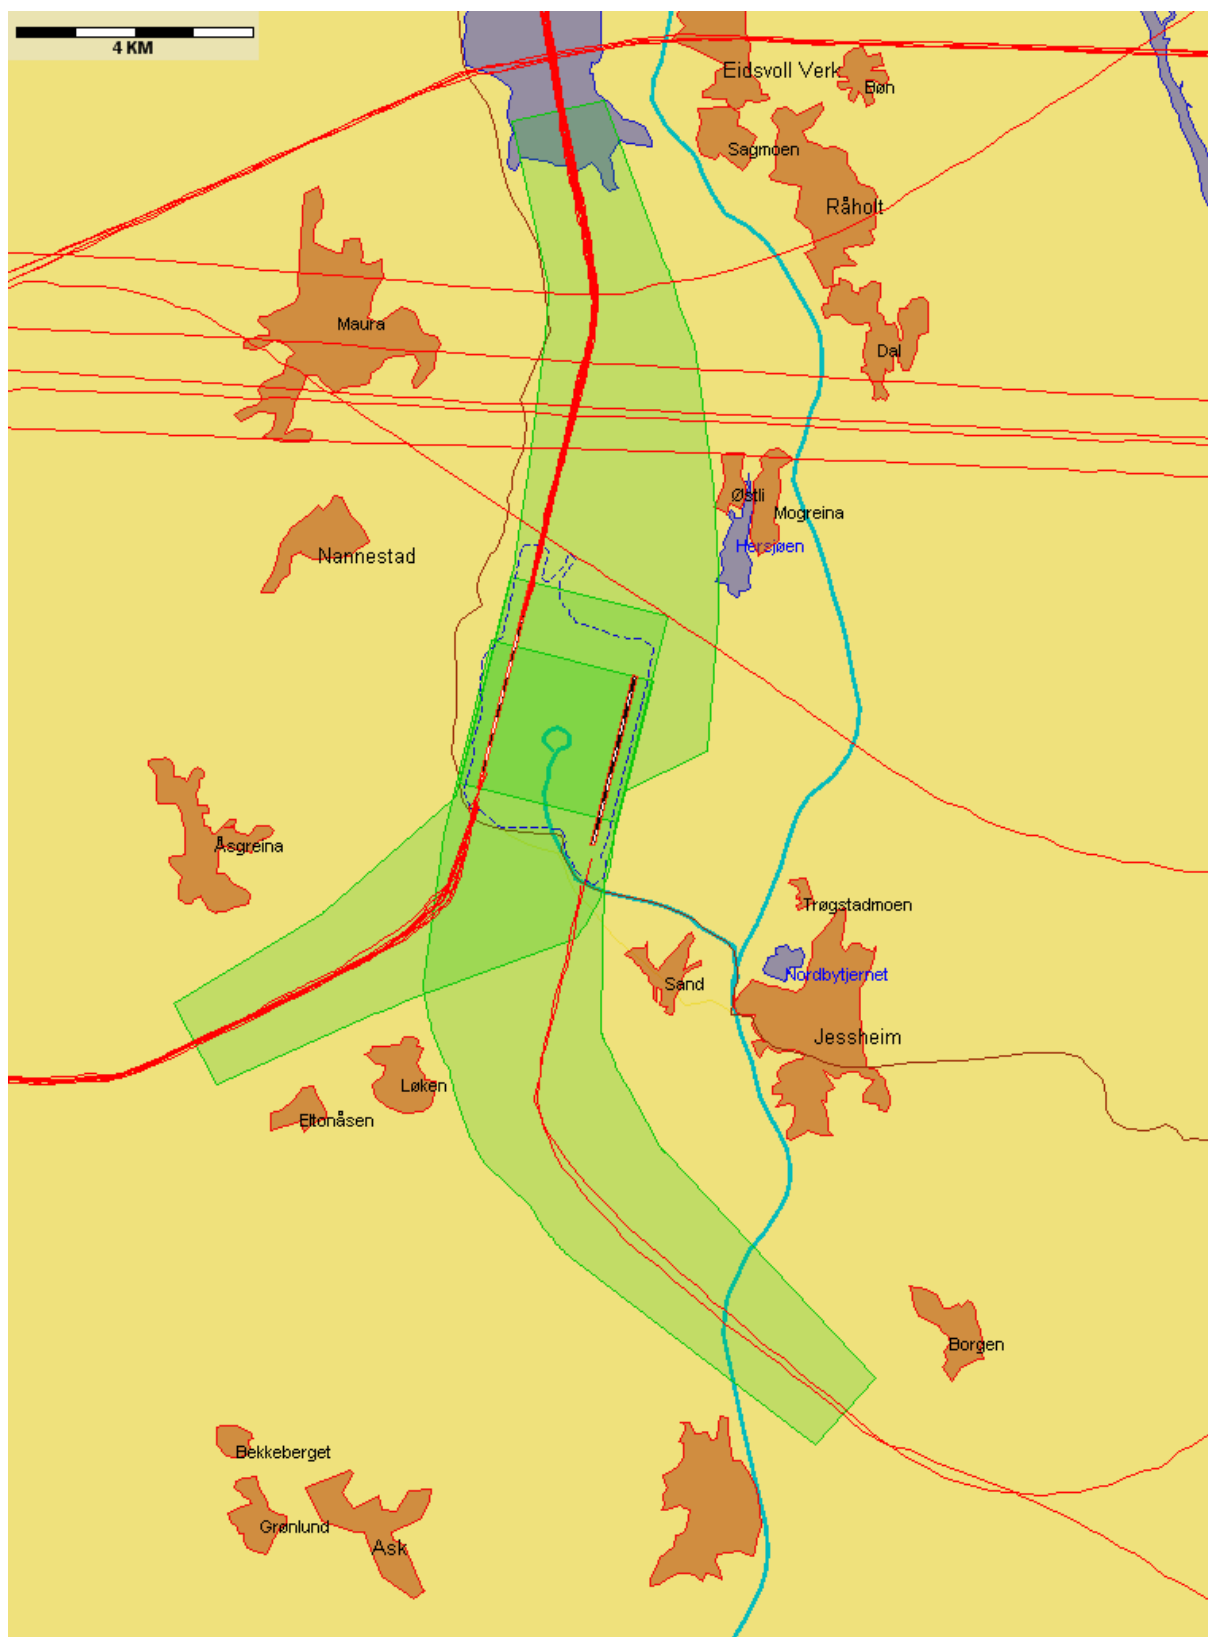 4 KM
Eidsvoll Verk
Bøn
Sagmoen
Råholt
Maura
Dal
Østli
Mogreina
Nannestad
Hersjøen
Åsgreina
Trøgstadmoen
Nordbytjernet
Sand
Jessheim
Løken
Eltonåsen
Borgen
Bekkeberget
Grønlund
Ask